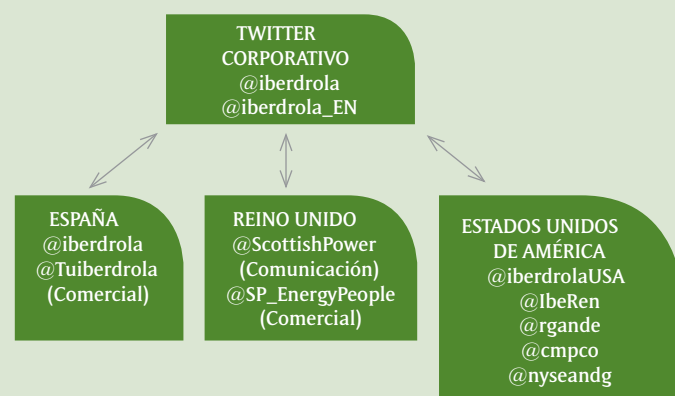 TWITTER
CORPORATIVO
@iberdrola
@iberdrola_EN
ESPAÑA
@iberdrola
@Tuiberdrola
(Comercial)
REINO UNIDO
@ScottishPower
(Comunicación)
@SP_EnergyPeople
(Comercial)
ESTADOS UNIDOS
DE AMÉRICA
@iberdrolaUSA
@IbeRen
@rgande
@cmpco
@nyseandg